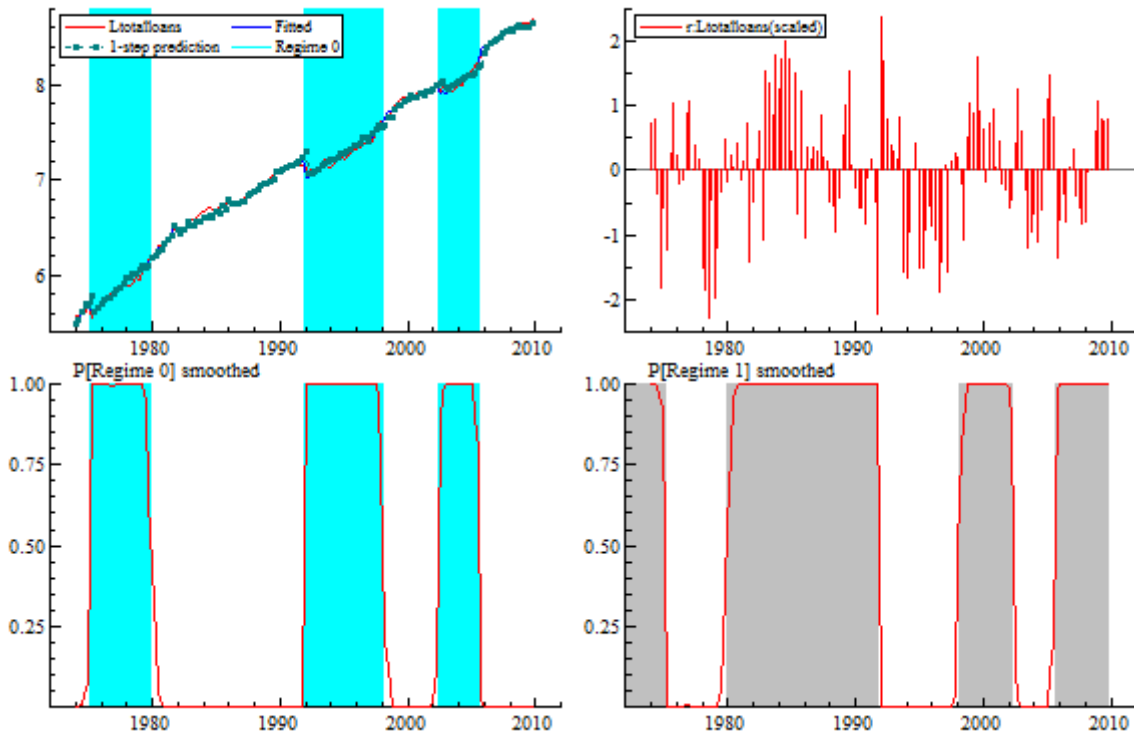 Ltotalloans Fitted
1-step prediction Regime 0
8
7
6
1980 1990 2000 2010
r:Ltotalloans(scaled)
2
1
0
-1
-2
1980 1990 2000 2010
P[Regime 0] smoothed
1.00
0.75
0.50
0.25
1980 1990 2000 2010
P[Regime 1] smoothed
1.00
0.75
0.50
0.25
1980 1990 2000 2010